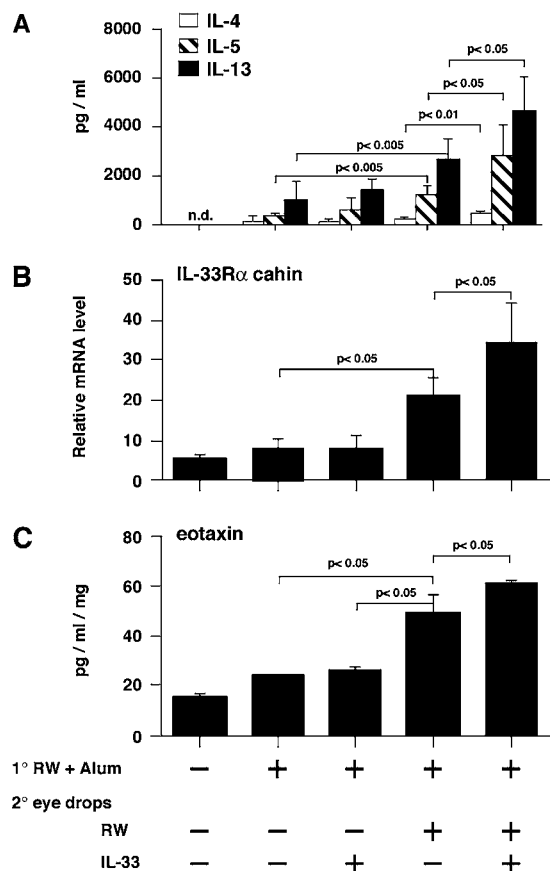 A
IL-4
IL-5
IL-13
pg / ml
8000
6000
4000
2000
0
n.d.
p< 0.005
p< 0.005
p< 0.01
p< 0.05
p< 0.05
B
IL-33Rα cahin
Relative mRNA level
50
40
30
20
10
0
p< 0.05
p< 0.05
C
eotaxin
pg / ml / mg
80
60
40
20
0
p< 0.05
p< 0.05
p< 0.05
1° RW + Alum − + + + +
2° eye drops
RW − − − + +
IL-33 − − + − +